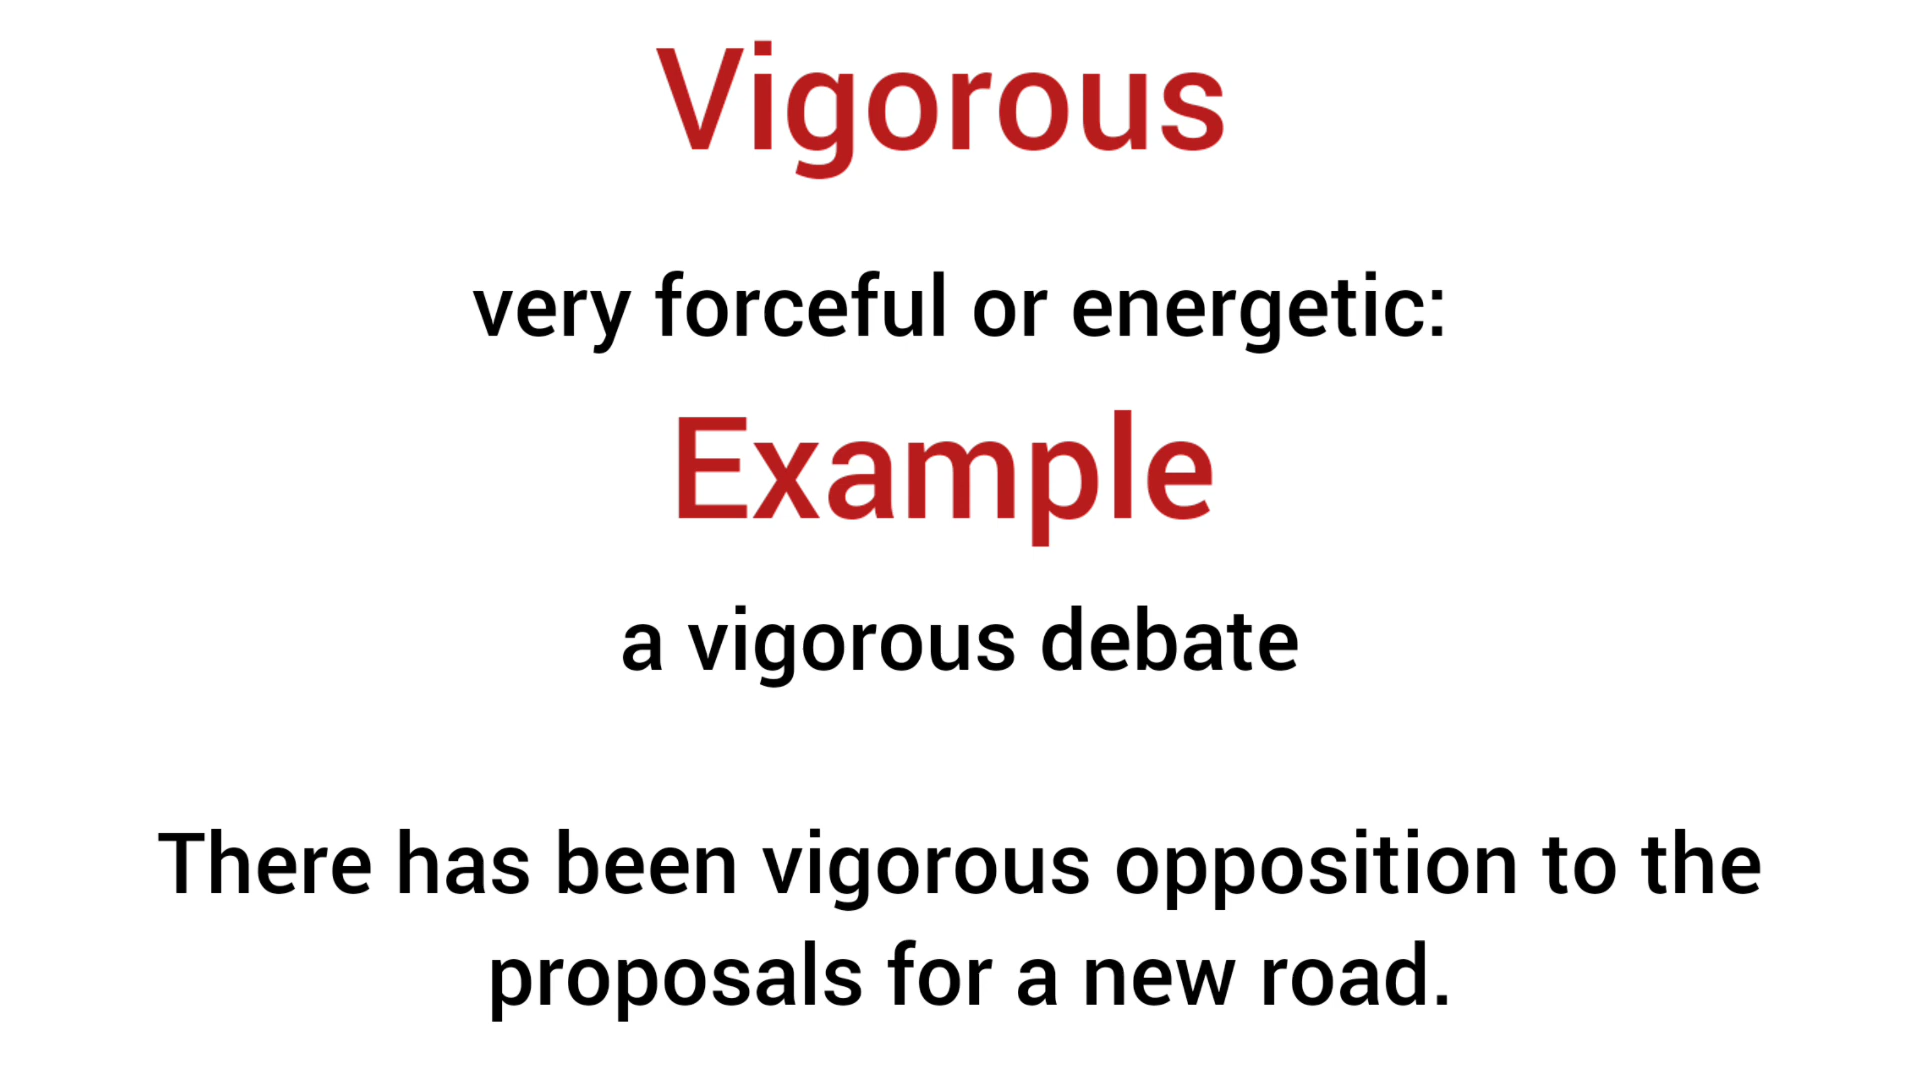 Vigorous
very forceful or energetic:
Example
a vigorous debate
There has been vigorous opposition to the
proposals for a new road.